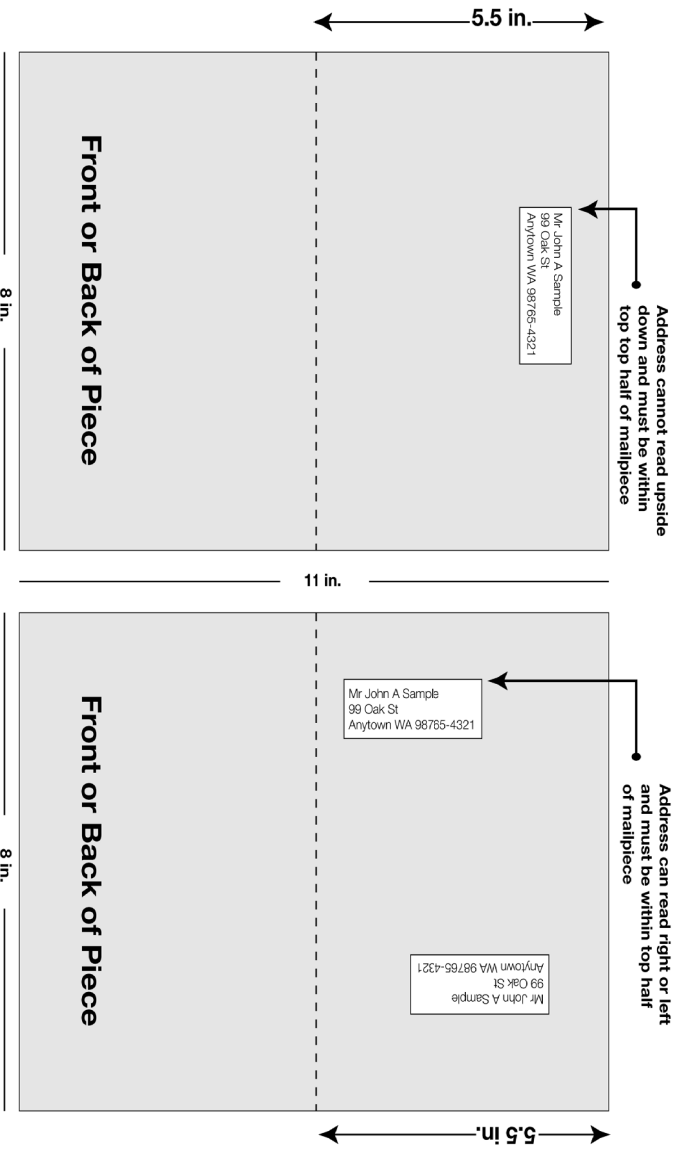 5.5 in.
Address cannot read upside
down and must be within
top top half of mailpiece
Mr John A Sample
99 Oak St
Anytown WA 98765-4321
Front or Back of Piece
8 in.
11 in.
Address can read right or left
and must be within top half
of mailpiece
Mr John A Sample
99 Oak St
Anytown WA 98765-4321
Mr John A Sample
99 Oak St
Anytown WA 98765-4321
Front or Back of Piece
8 in.
5.5 in.